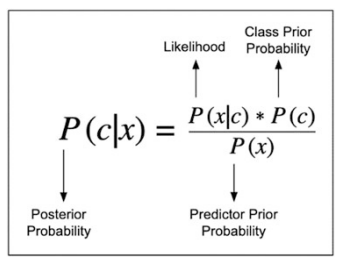 Likelihood
Class Prior
Probability
P(c|x) = P(x|c) * P(c)
P(x)
Posterior
Probability
Predictor Prior
Probability